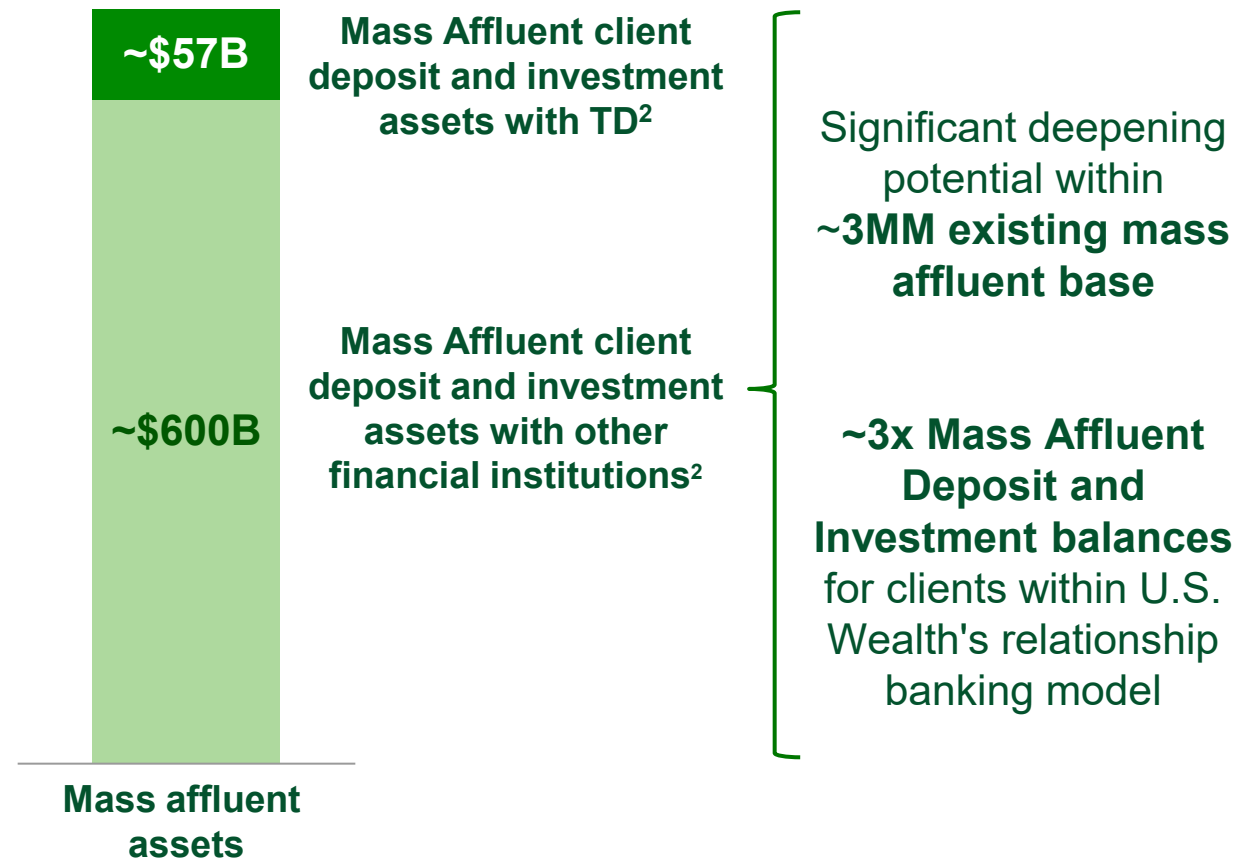 ~$57B
Mass Affluent client
deposit and investment
assets with TD²
~$600B
Mass Affluent client
deposit and investment
assets with other
financial institutions²
Significant deepening
potential within
~3MM existing mass
affluent base
~3x Mass Affluent
Deposit and
Investment balances
for clients within U.S.
Wealth's relationship
banking model
Mass affluent
assets